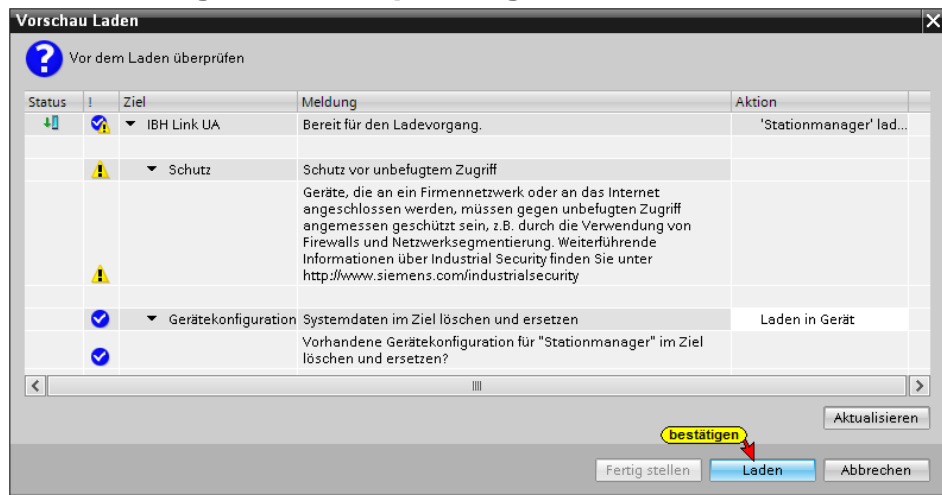 Vorschau Laden
Vor dem Laden überprüfen
Status ! Ziel Meldung Aktion
IBH Link UA Bereit für den Ladevorgang. 'Stationmanager' lad...
Schutz Schutz vor unbefugtem Zugriff
Geräte, die an ein Firmennetzwerk oder an das Internet
angeschlossen werden, müssen gegen unbefugten Zugriff
angemessen geschützt sein, z.B. durch die Verwendung von
Firewalls und Netzwerksegmentierung. Weiterführende
Informationen über Industrial Security finden Sie unter
http://www.siemens.com/industrialsecurity
Gerätekonfiguration Systemdaten im Ziel löschen und ersetzen Laden in Gerät
Vorhandene Gerätekonfiguration für "Stationmanager" im Ziel
löschen und ersetzen?
Aktualisieren
bestätigen
Fertig stellen Laden Abbrechen